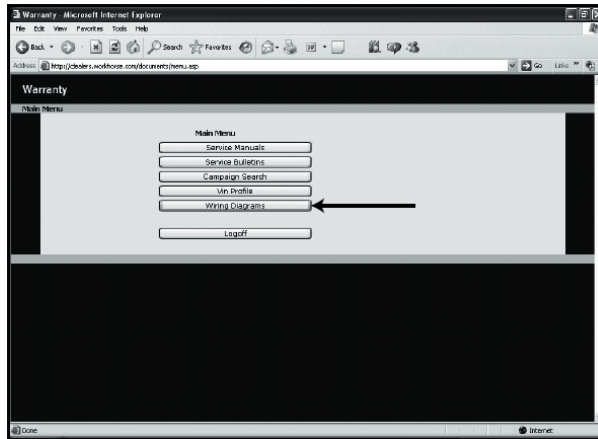 Warranty - Microsoft Internet Explorer
File Edit View Favorites Tools Help
Back Search Favorites
Address https://dealers.workhorse.com/documents/menu.asp Go Links »
Warranty
Main Menu
Main Menu
Service Manuals
Service Bulletins
Campaign Search
Vin Profile
Wiring Diagrams
Logoff
Done Internet